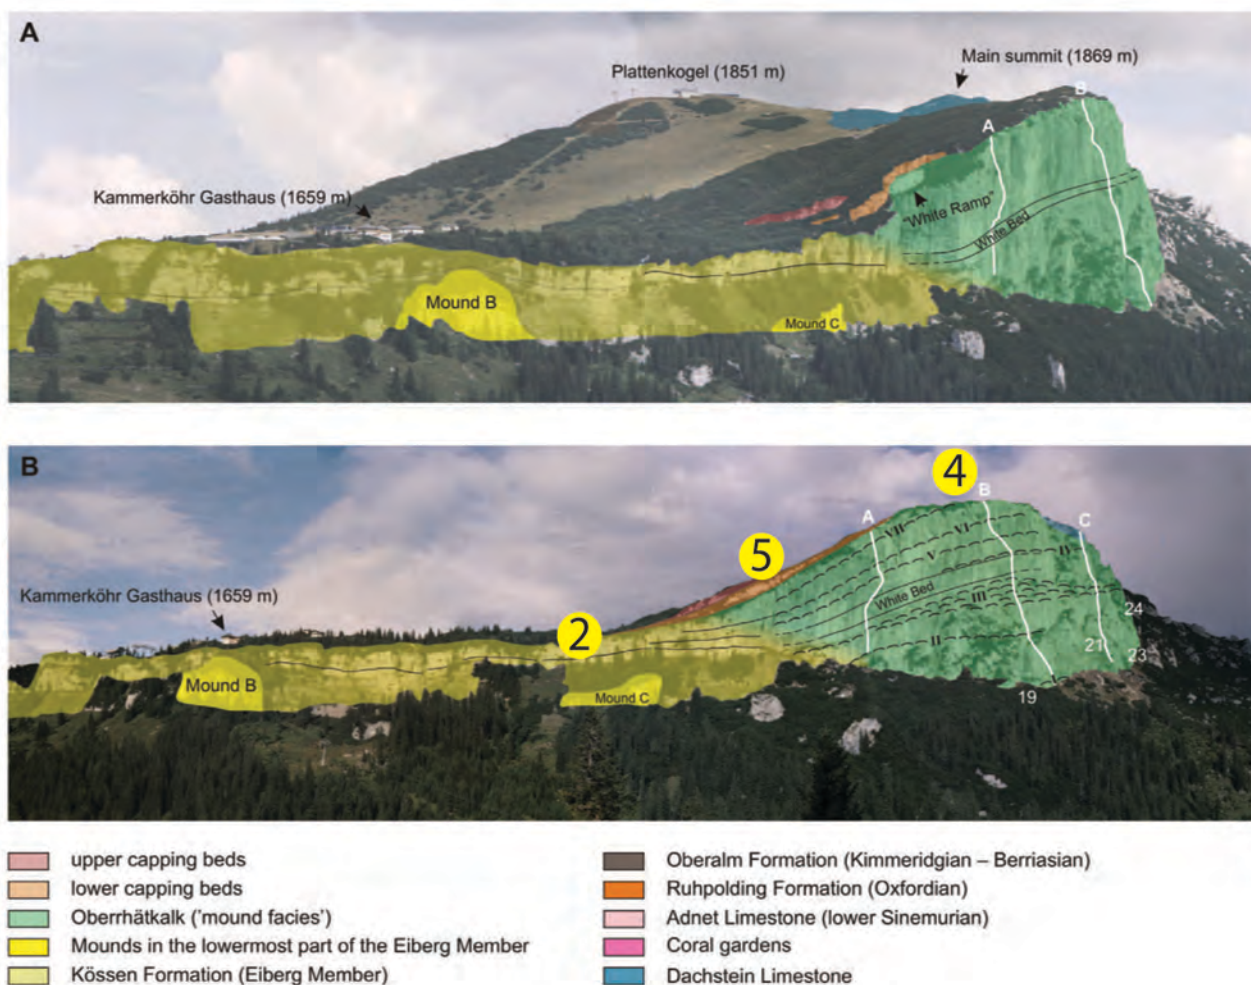 A
Plattenkogel (1851 m)
Main summit (1869 m)
B
A
Kammerköhr Gasthaus (1659 m)
"White Ramp"
White Bed
Mound B
Mound C
B
4
B
A
VII
VI
C
5
V
IV
Kammerköhr Gasthaus (1659 m)
White Bed
III
24
2
II
21
23
Mound B
Mound C
I
19
upper capping beds
lower capping beds
Oberrhätkalk ('mound facies')
Mounds in the lowermost part of the Eiberg Member
Kössen Formation (Eiberg Member)
Oberalm Formation (Kimmeridgian – Berriasian)
Ruhpolding Formation (Oxfordian)
Adnet Limestone (lower Sinemurian)
Coral gardens
Dachstein Limestone